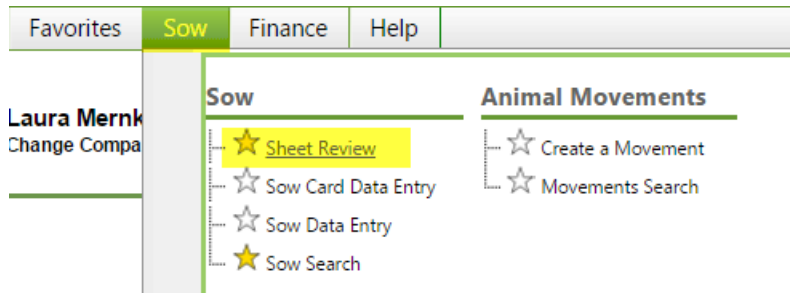 Favorites Sow Finance Help
Laura Mernk
Change Compa
Sow
Sheet Review
Sow Card Data Entry
Sow Data Entry
Sow Search
Animal Movements
Create a Movement
Movements Search